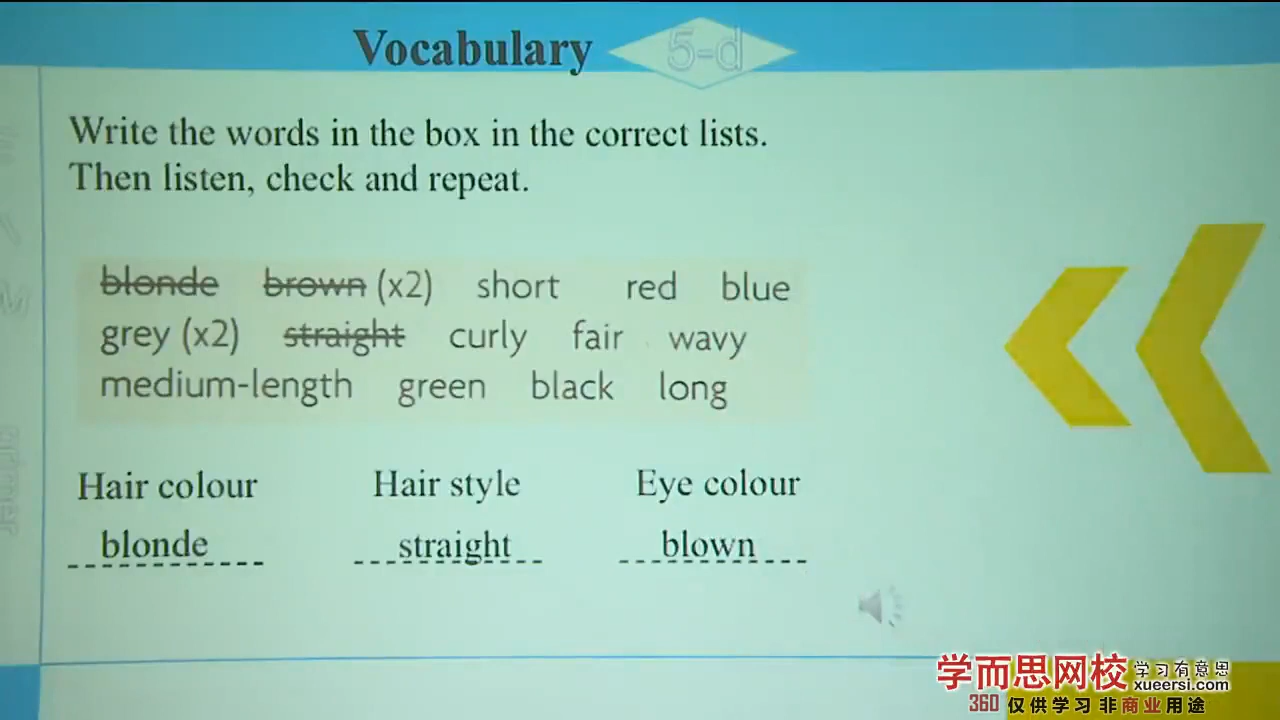 Vocabulary 5-d
Write the words in the box in the correct lists.
Then listen, check and repeat.
blonde brown (x2) short red blue
grey (x2) straight curly fair wavy
medium-length green black long
Hair colour Hair style Eye colour
blonde straight blown
学而思网校 学习有意思
xueersi.com
360 仅供学习 非商业用途